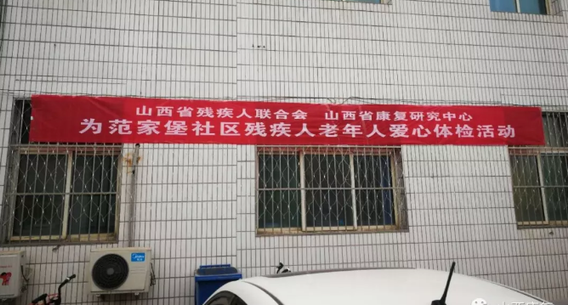 山西省残疾人联合会 山西省康复研究中心
为范家堡社区残疾人老年人爱心体检活动